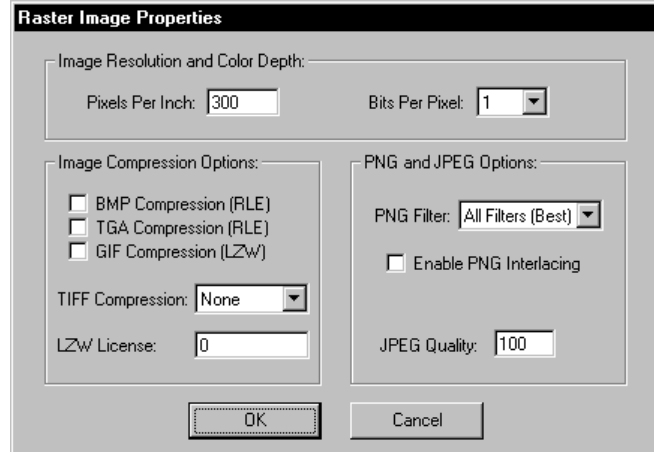 Raster Image Properties
Image Resolution and Color Depth:
Pixels Per Inch: 300
Bits Per Pixel: 1
Image Compression Options:
BMP Compression (RLE)
TGA Compression (RLE)
GIF Compression (LZW)
TIFF Compression: None
LZW License: 0
PNG and JPEG Options:
PNG Filter: All Filters (Best)
Enable PNG Interlacing
JPEG Quality: 100
OK
Cancel